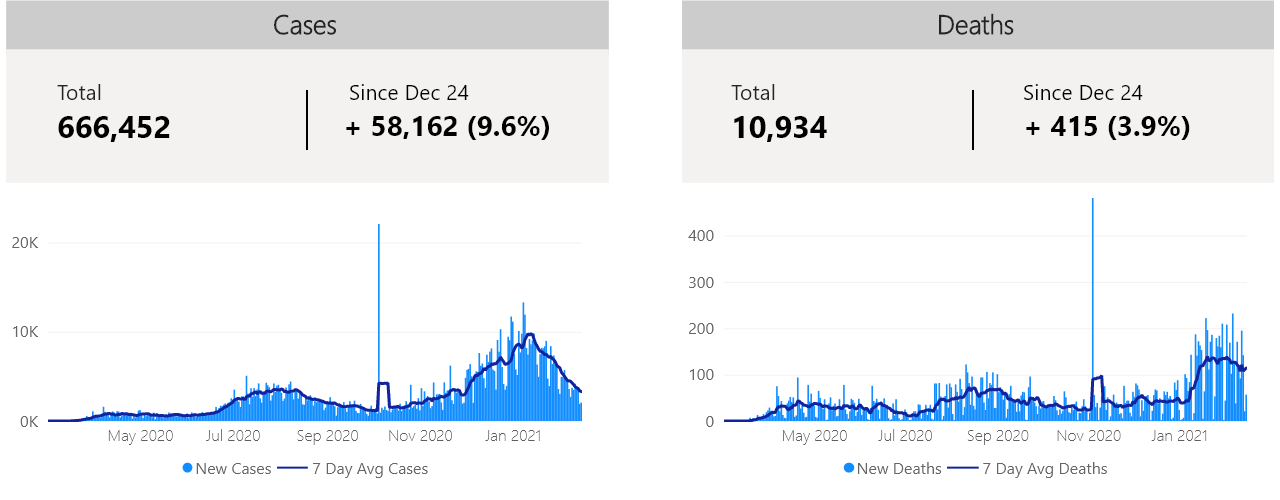 Cases
Total
666,452
Since Dec 24
+ 58,162 (9.6%)
20K
10K
0K
May 2020 Jul 2020 Sep 2020 Nov 2020 Jan 2021
New Cases 7 Day Avg Cases
Deaths
Total
10,934
Since Dec 24
+ 415 (3.9%)
400
300
200
100
0
May 2020 Jul 2020 Sep 2020 Nov 2020 Jan 2021
New Deaths 7 Day Avg Deaths